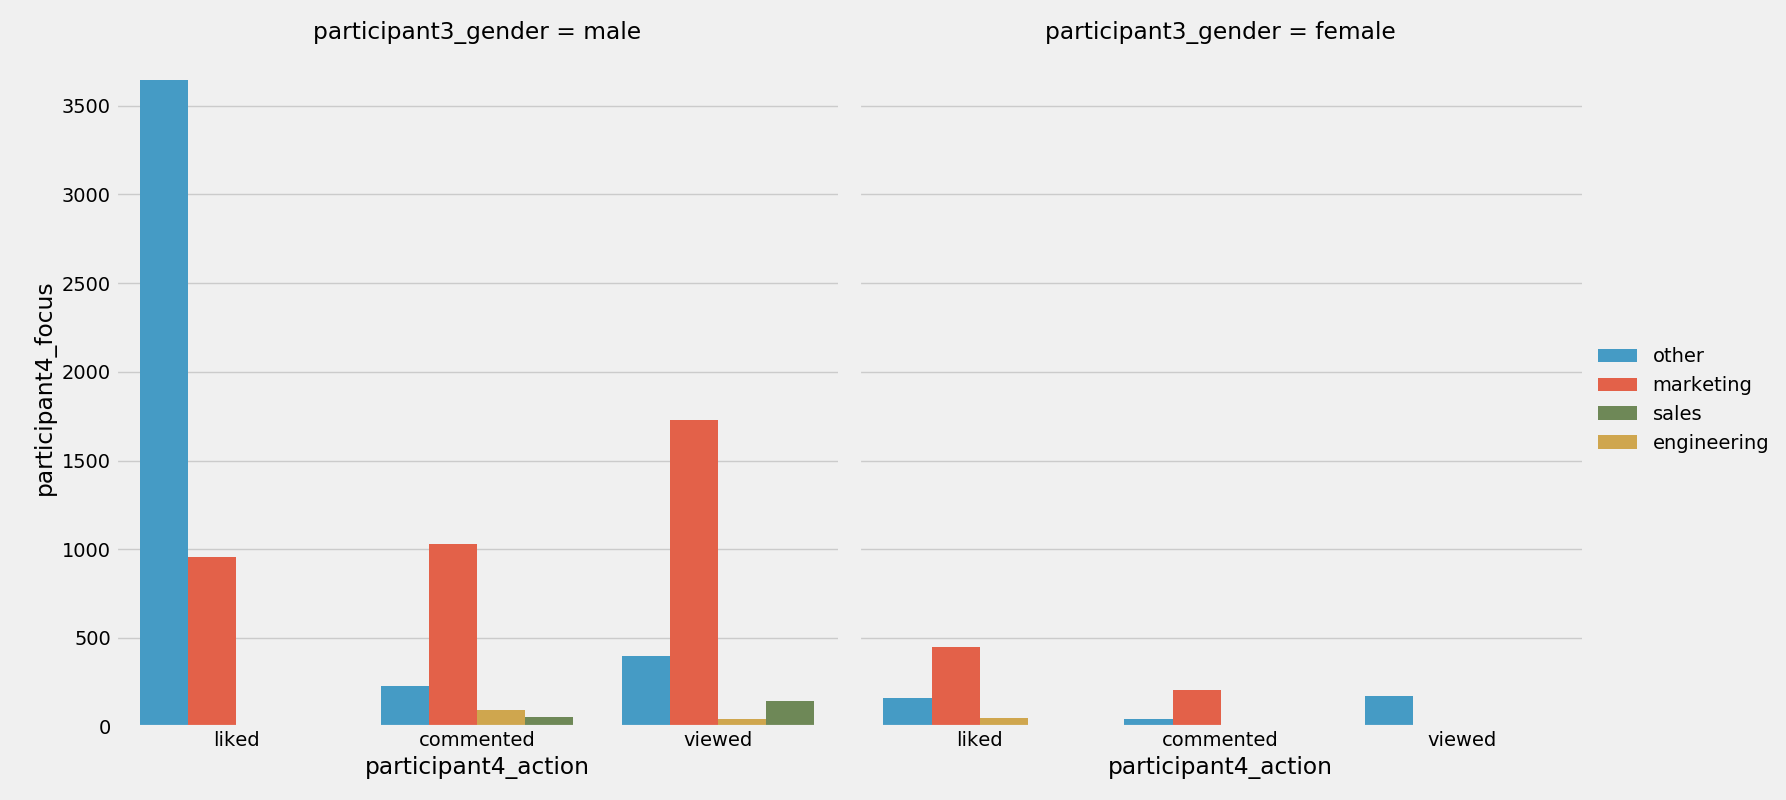 participant3_gender = male
participant3_gender = female
participant4_focus
3500
3000
2500
2000
1500
1000
500
0
liked
commented
viewed
participant4_action
liked
commented
viewed
participant4_action
other
marketing
sales
engineering